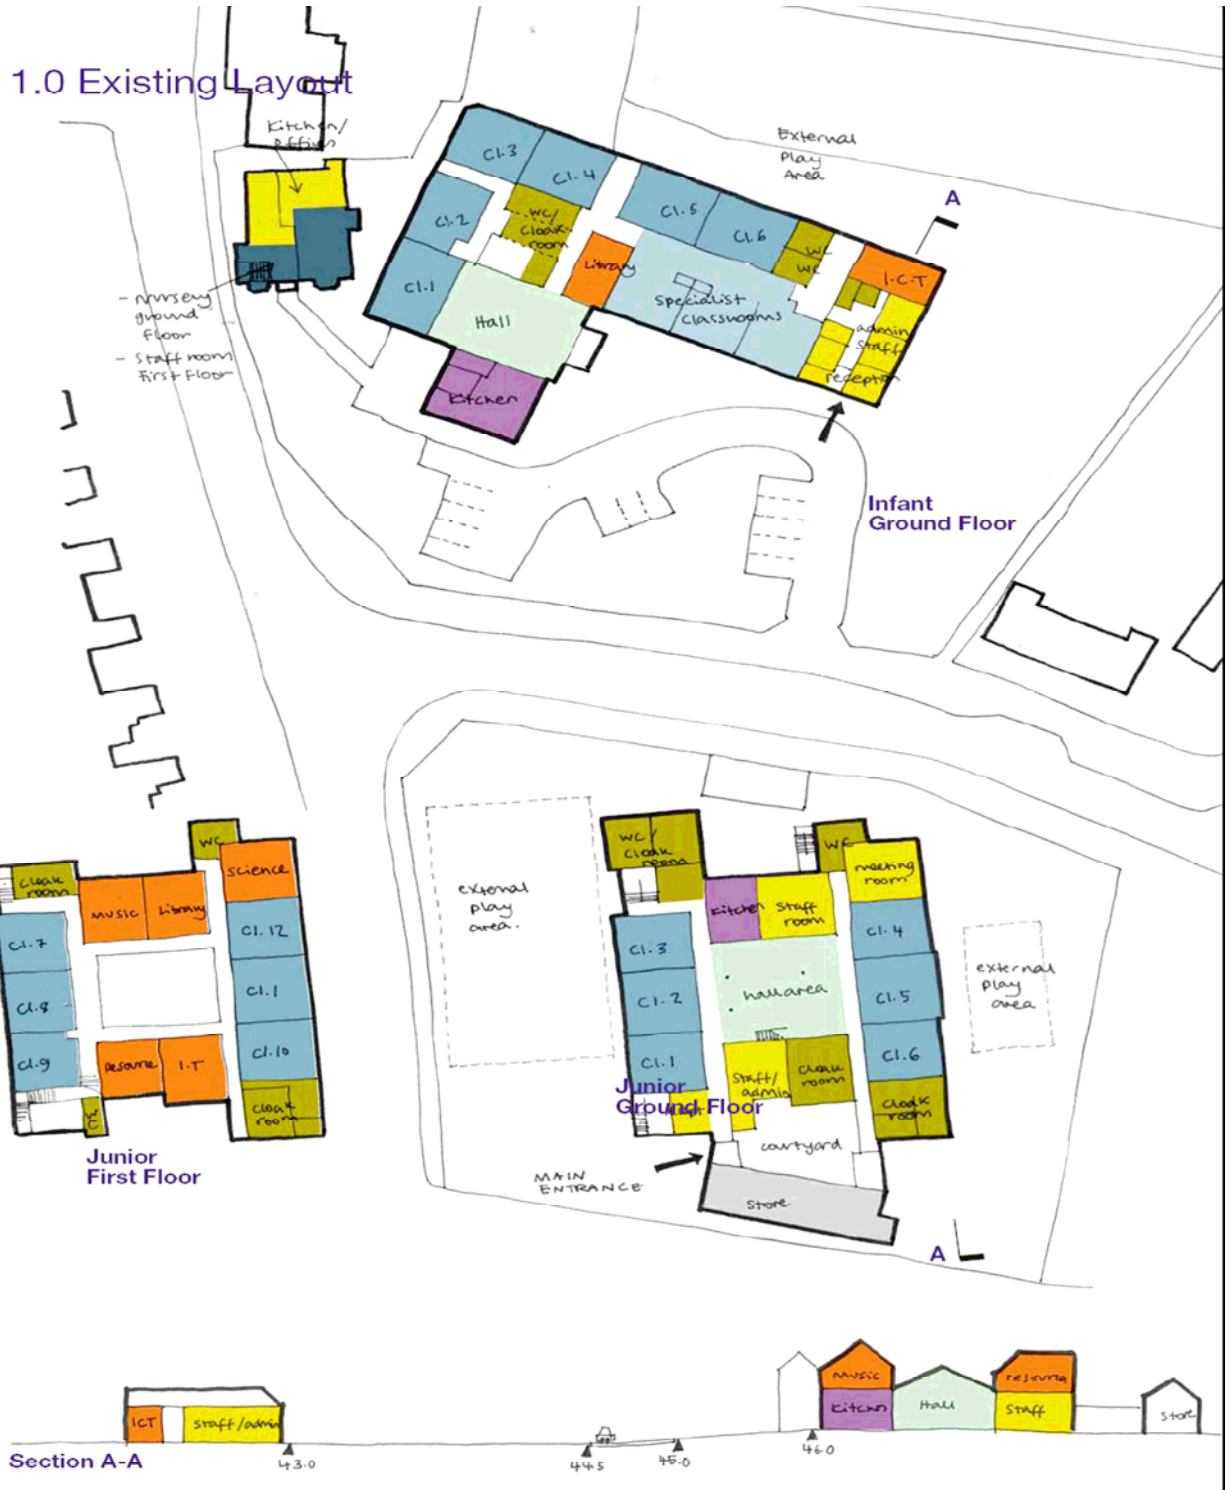 1.0 Existing Layout
Kitchen/
offices
- nursery
ground
floor
- staff room
first floor
Cl.3
Cl.4
Cl.2
Cl.1
WC/
Cloak-
room
Library
Hall
Kitchen
Cl.5
Cl.6
WC
WC
Specialist
Classrooms
External
Play
Area
A
I.C.T
admin
staff
reception
Infant
Ground Floor
WC
Cloak
room
music
Library
science
Cl.7
Cl.8
Cl.9
Cl.12
Cl.1
Cl.10
resource
I.T
WC
Cloak
room
Junior
First Floor
external
play
area.
WC/
Cloak
room
WC
meeting
room
Kitchen
Staff
room
Cl.3
Cl.2
Cl.1
hall area
Cl.4
Cl.5
Cl.6
Staff/
admin
Cloak
room
Cloak
room
Junior
Ground Floor
courtyard
MAIN
ENTRANCE
Store
external
play
area
A
ICT
Staff/admin
music
Kitchen
Hall
resource
Staff
Store
Section A-A
43.0
44.5
45.0
46.0